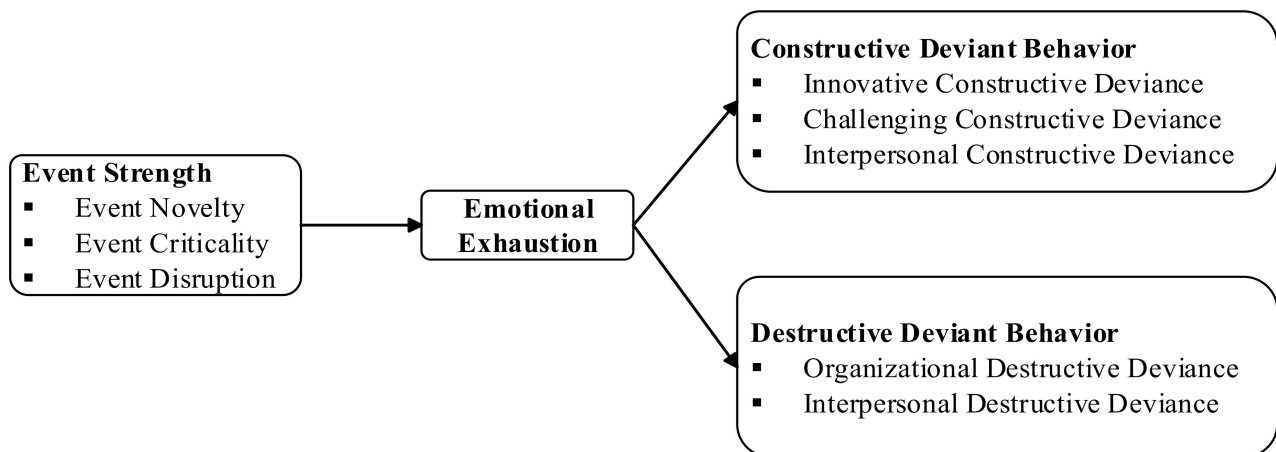 Event Strength
▪ Event Novelty
▪ Event Criticality
▪ Event Disruption
Emotional
Exhaustion
Constructive Deviant Behavior
▪ Innovative Constructive Deviance
▪ Challenging Constructive Deviance
▪ Interpersonal Constructive Deviance
Destructive Deviant Behavior
▪ Organizational Destructive Deviance
▪ Interpersonal Destructive Deviance